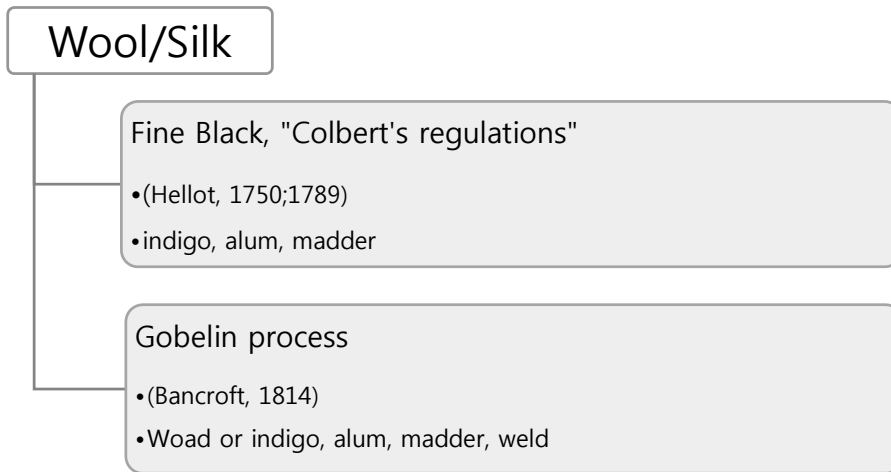 Wool/Silk
Fine Black, "Colbert's regulations"
•(Hellot, 1750;1789)
•indigo, alum, madder
Gobelin process
•(Bancroft, 1814)
•Woad or indigo, alum, madder, weld